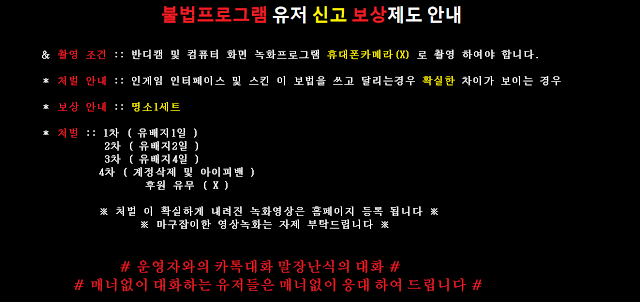 불법프로그램 유저 신고 보상제도 안내
& 촬영 조건 :: 반디캠 및 컴퓨터 화면 녹화프로그램 휴대폰카메라(X) 로 촬영 하여야 합니다.
* 처벌 안내 :: 인게임 인터페이스 및 스킨 이 보법을 쓰고 달리는경우 확실한 차이가 보이는 경우
* 보상 안내 :: 명소1세트
* 처벌 :: 1차 ( 유배지1일 )
2차 ( 유배지2일 )
3차 ( 유배지4일 )
4차 ( 계정삭제 및 아이피밴 )
후원 유무 ( X )
※ 처벌 이 확실하게 내려진 녹화영상은 홈페이지 등록 됩니다 ※
※ 마구잡이한 영상녹화는 자제 부탁드립니다 ※
# 운영자와의 카톡대화 말장난식의 대화 #
# 매너없이 대화하는 유저들은 매너없이 응대 하여 드립니다 #